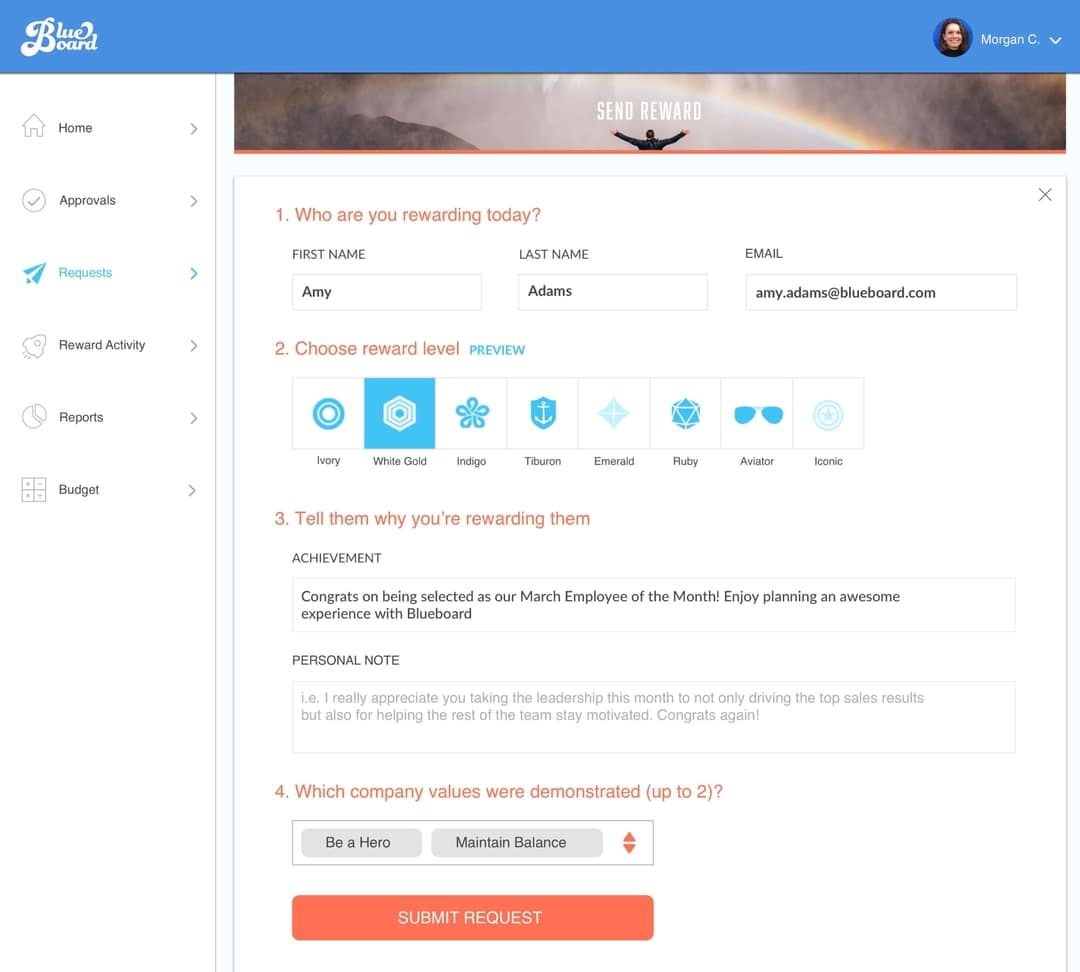 Blue
Board
Morgan C.
Home
Approvals
Requests
Reward Activity
Reports
Budget
SEND REWARD
1. Who are you rewarding today?
FIRST NAME LAST NAME EMAIL
Amy Adams amy.adams@blueboard.com
2. Choose reward level PREVIEW
Ivory White Gold Indigo Tiburon Emerald Ruby Aviator Iconic
3. Tell them why you’re rewarding them
ACHIEVEMENT
Congrats on being selected as our March Employee of the Month! Enjoy planning an awesome
experience with Blueboard
PERSONAL NOTE
i.e. I really appreciate you taking the leadership this month to not only driving the top sales results
but also for helping the rest of the team stay motivated. Congrats again!
4. Which company values were demonstrated (up to 2)?
Be a Hero Maintain Balance
SUBMIT REQUEST